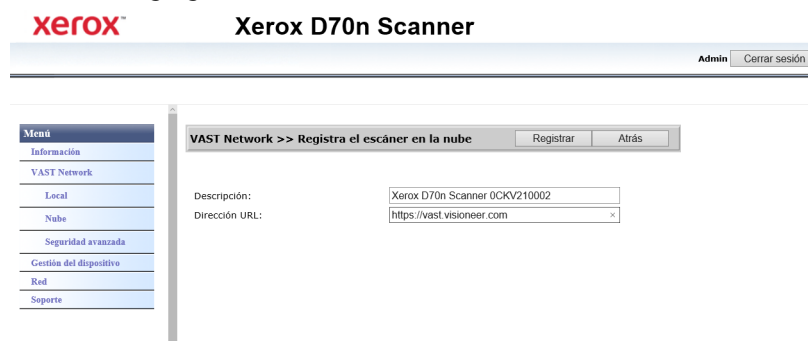 xerox™
Xerox D70n Scanner
Admin Cerrar sesión
Menú
Información
VAST Network
Local
Nube
Seguridad avanzada
Gestión del dispositivo
Red
Soporte
VAST Network >> Registra el escáner en la nube Registrar Atrás
Descripción: Xerox D70n Scanner 0CKV210002
Dirección URL: https://vast.visioneer.com ×